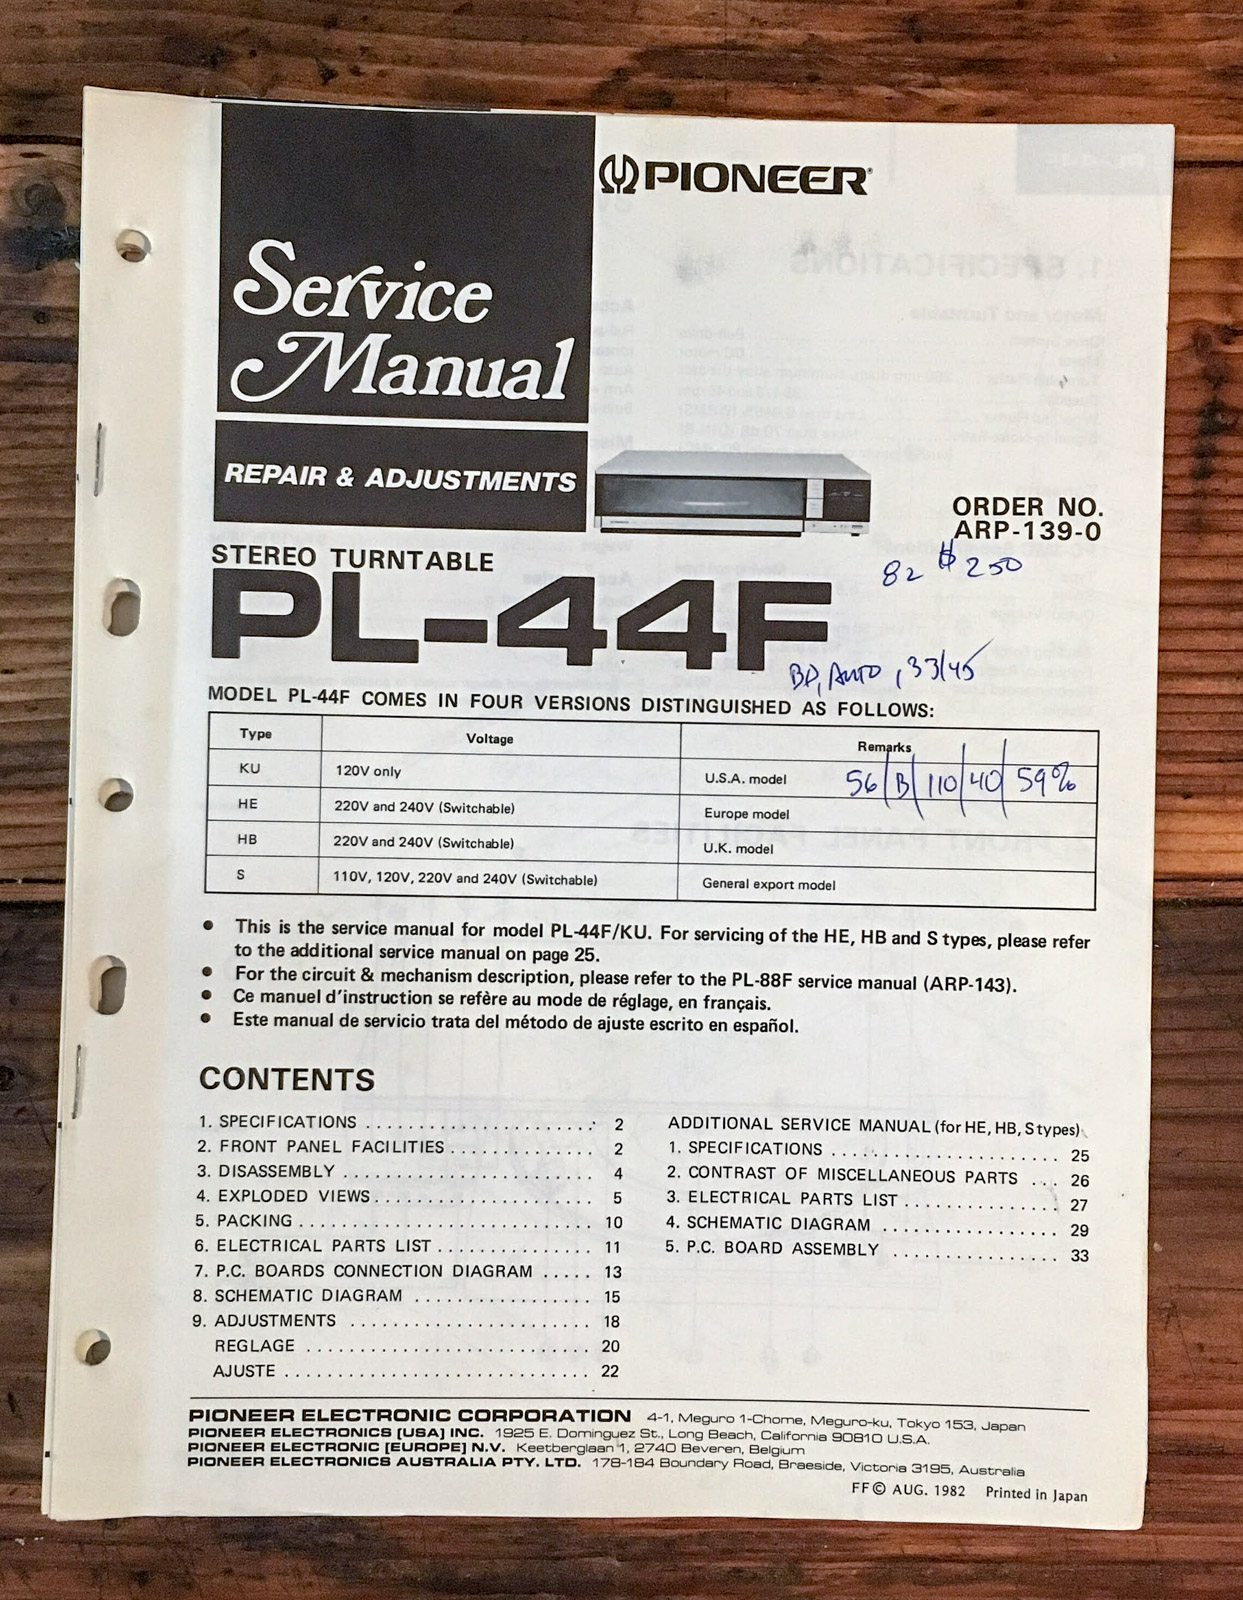 PIONEER®
Service
Manual
REPAIR & ADJUSTMENTS
ORDER NO.
ARP-139-0
82 $250
STEREO TURNTABLE
PL-44F
BD, AUTO, 33/45
MODEL PL-44F COMES IN FOUR VERSIONS DISTINGUISHED AS FOLLOWS:
Type Voltage Remarks
KU 120V only U.S.A. model 56/B/110/40/59%
HE 220V and 240V (Switchable) Europe model
HB 220V and 240V (Switchable) U.K. model
S 110V, 120V, 220V and 240V (Switchable) General export model
• This is the service manual for model PL-44F/KU. For servicing of the HE, HB and S types, please refer
to the additional service manual on page 25.
• For the circuit & mechanism description, please refer to the PL-88F service manual (ARP-143).
• Ce manuel d'instruction se refère au mode de réglage, en français.
• Este manual de servicio trata del método de ajuste escrito en español.
CONTENTS
1. SPECIFICATIONS ........................ 2
2. FRONT PANEL FACILITIES ................ 2
3. DISASSEMBLY ........................... 4
4. EXPLODED VIEWS ........................ 5
5. PACKING ............................... 10
6. ELECTRICAL PARTS LIST ................. 11
7. P.C. BOARDS CONNECTION DIAGRAM ..... 13
8. SCHEMATIC DIAGRAM .................... 15
9. ADJUSTMENTS .......................... 18
REGLAGE ............................ 20
AJUSTE ............................. 22
ADDITIONAL SERVICE MANUAL (for HE, HB, S types)
1. SPECIFICATIONS ...................... 25
2. CONTRAST OF MISCELLANEOUS PARTS ... 26
3. ELECTRICAL PARTS LIST ............... 27
4. SCHEMATIC DIAGRAM .................. 29
5. P.C. BOARD ASSEMBLY ................ 33
PIONEER ELECTRONIC CORPORATION 4-1, Meguro 1-Chome, Meguro-ku, Tokyo 153, Japan
PIONEER ELECTRONICS [USA] INC. 1925 E. Dominguez St., Long Beach, California 90810 U.S.A.
PIONEER ELECTRONIC [EUROPE] N.V. Keetberglaan 1, 2740 Beveren, Belgium
PIONEER ELECTRONICS AUSTRALIA PTY. LTD. 178-184 Boundary Road, Braeside, Victoria 3195, Australia
FF © AUG. 1982 Printed in Japan